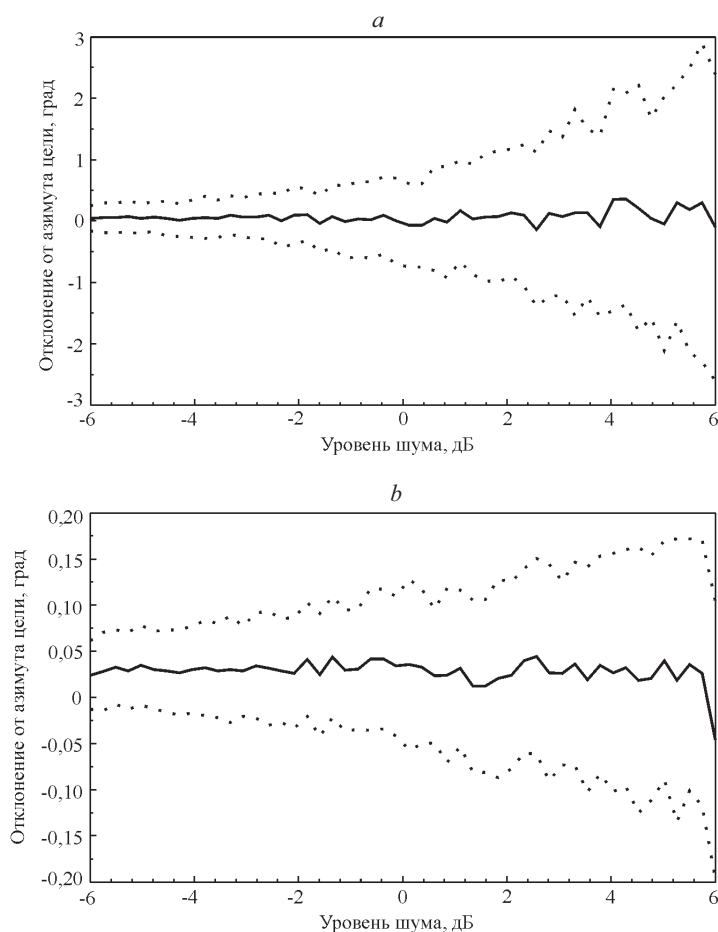 a
Отклонение от азимута цели, град
3
2
1
0
-1
-2
-3
-6 -4 -2 0 2 4 6
Уровень шума, дБ
b
Отклонение от азимута цели, град
0,20
0,15
0,10
0,05
0
-0,05
-0,10
-0,15
-0,20
-6 -4 -2 0 2 4 6
Уровень шума, дБ